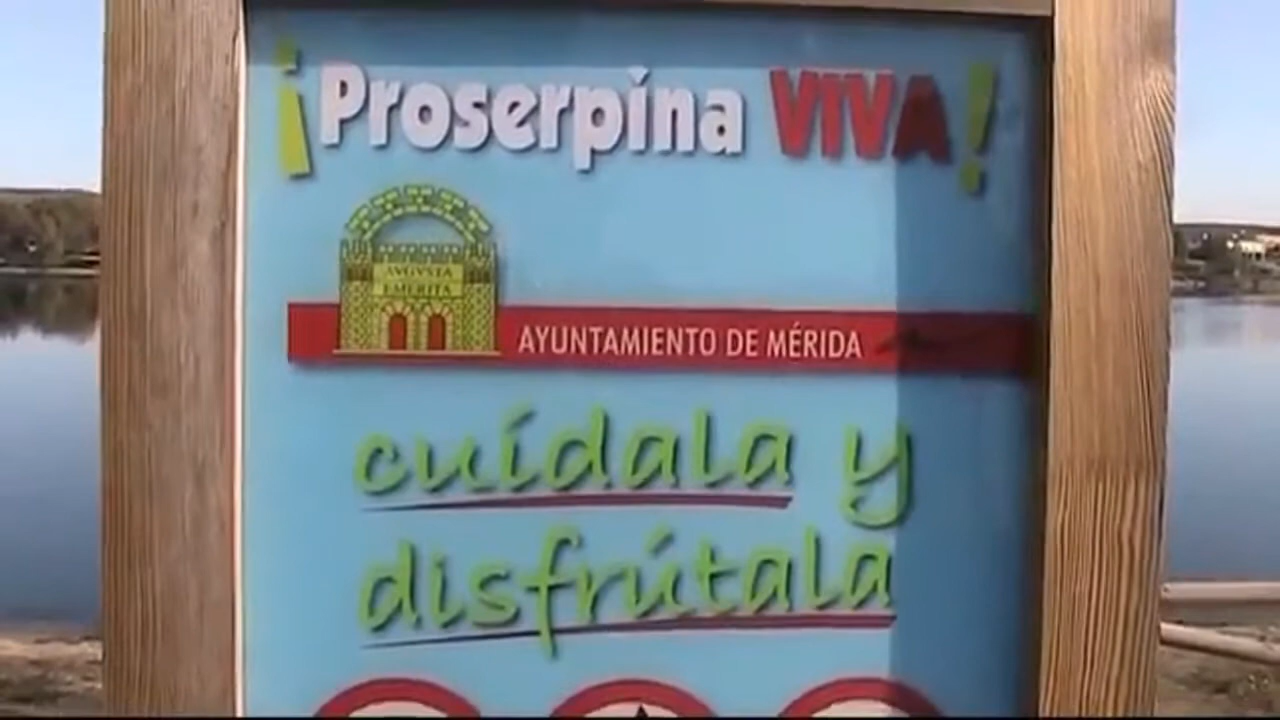 ¡Proserpina VIVA!
AVGVSTA
EMERITA
AYUNTAMIENTO DE MÉRIDA
cuídala y
disfrútala